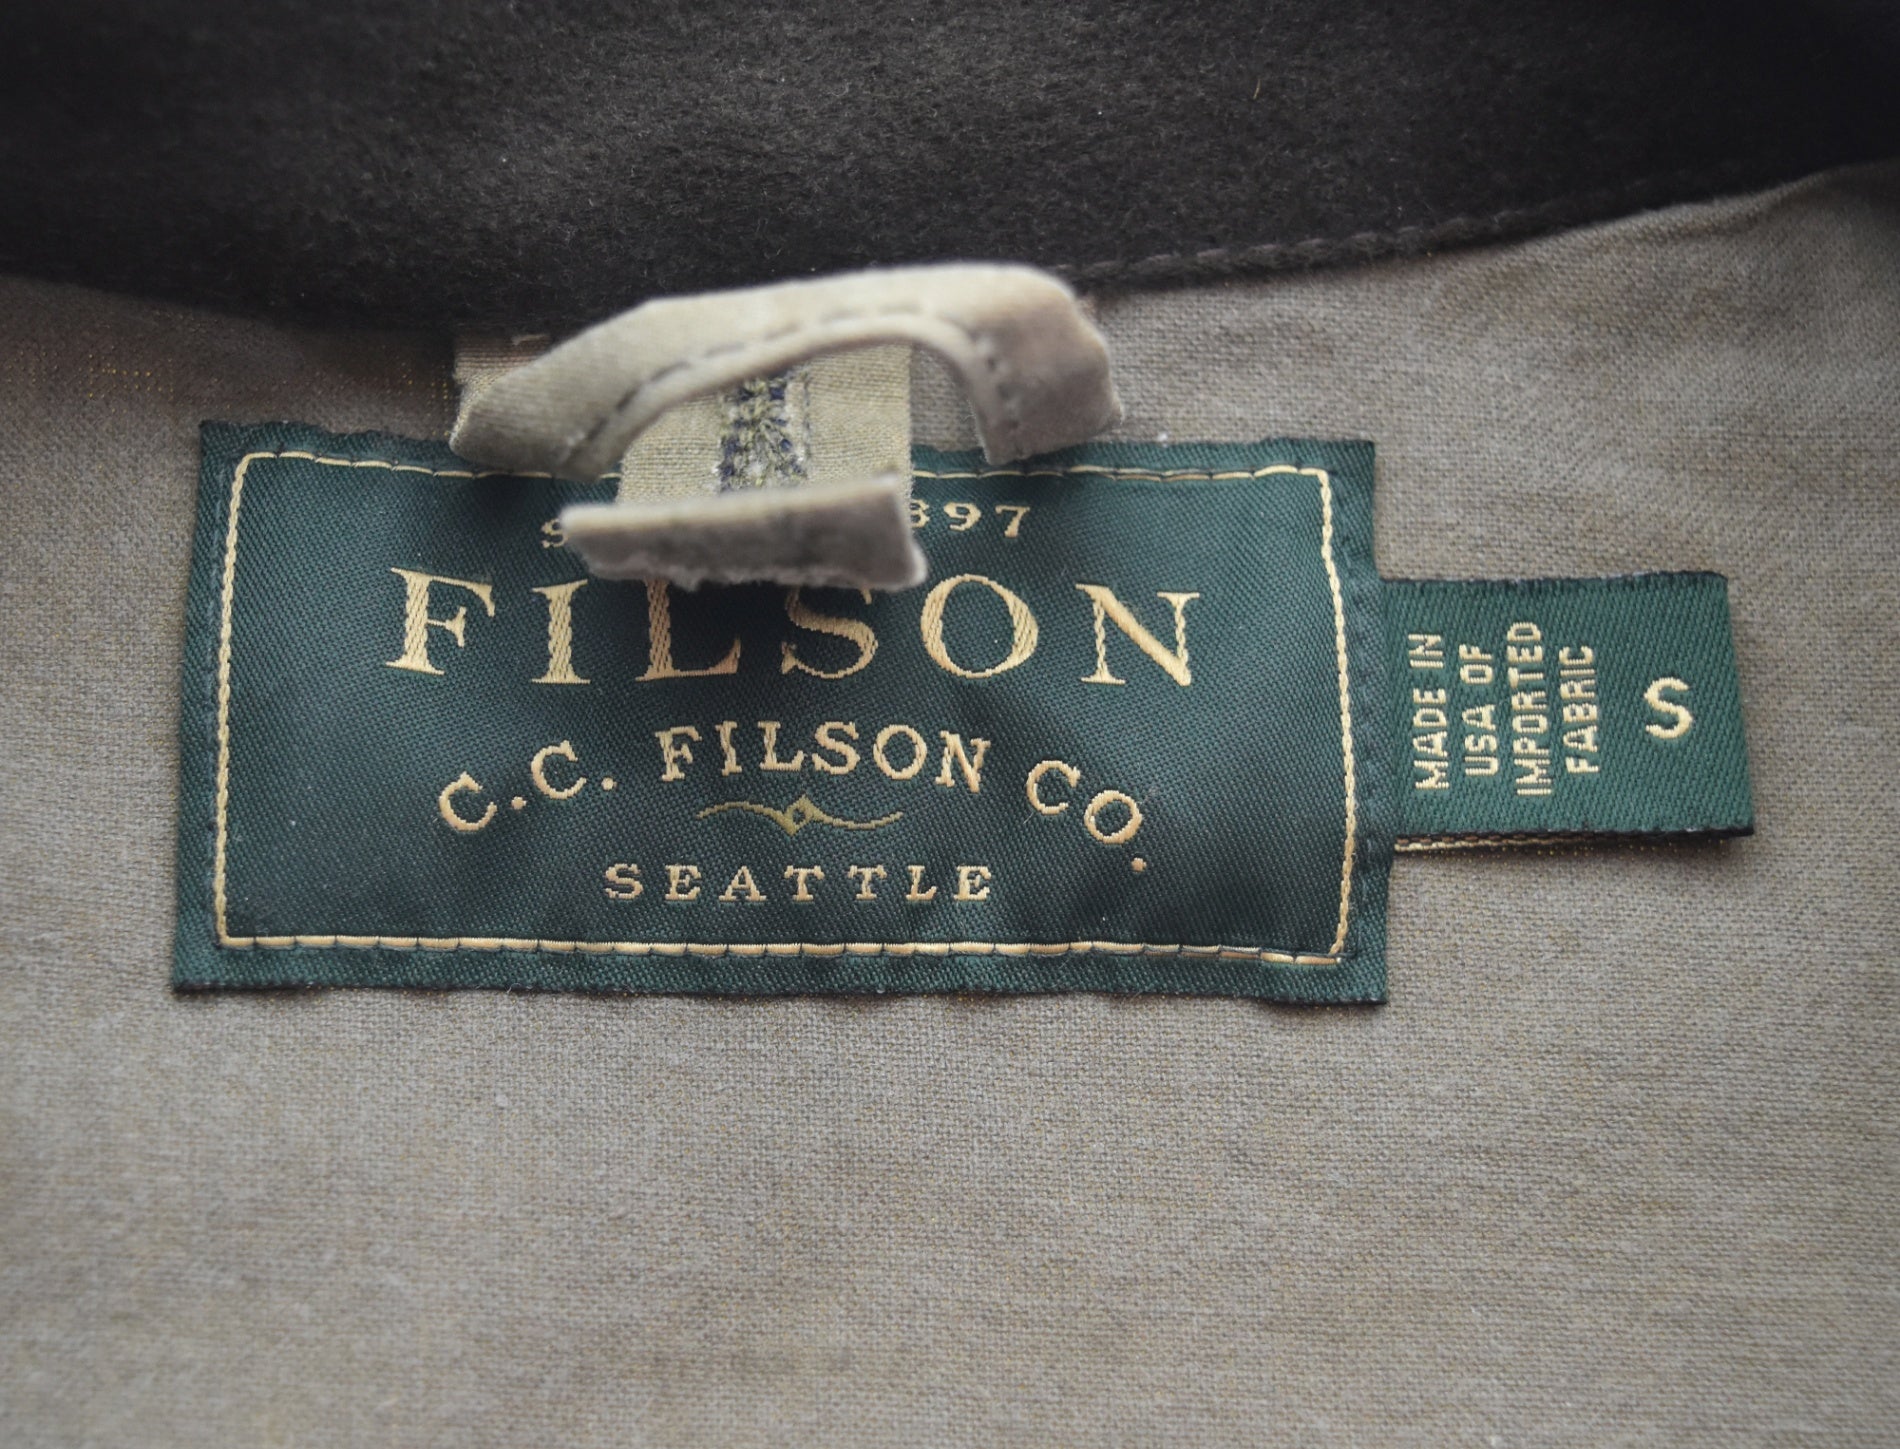 FILSON
C.C. FILSON CO.
SEATTLE
MADE IN
USA OF
IMPORTED
FABRIC
S